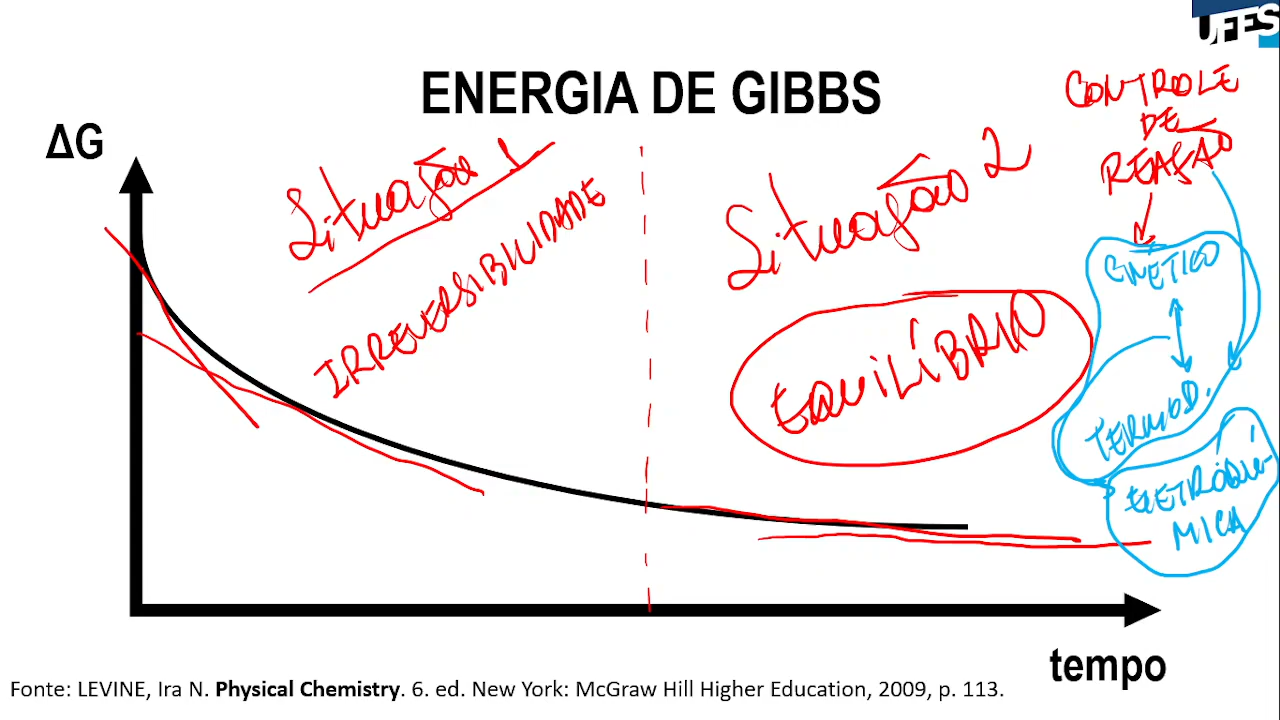 UFES
ENERGIA DE GIBBS
ΔG
Situação 1
IRREVERSIBILIDADE
Situação 2
EQUILÍBRIO
CONTROLE
DE
REAÇÃO
CINÉTICO
TERMOD.
ELETROQUÍ-
MICA
tempo
Fonte: LEVINE, Ira N. Physical Chemistry. 6. ed. New York: McGraw Hill Higher Education, 2009, p. 113.